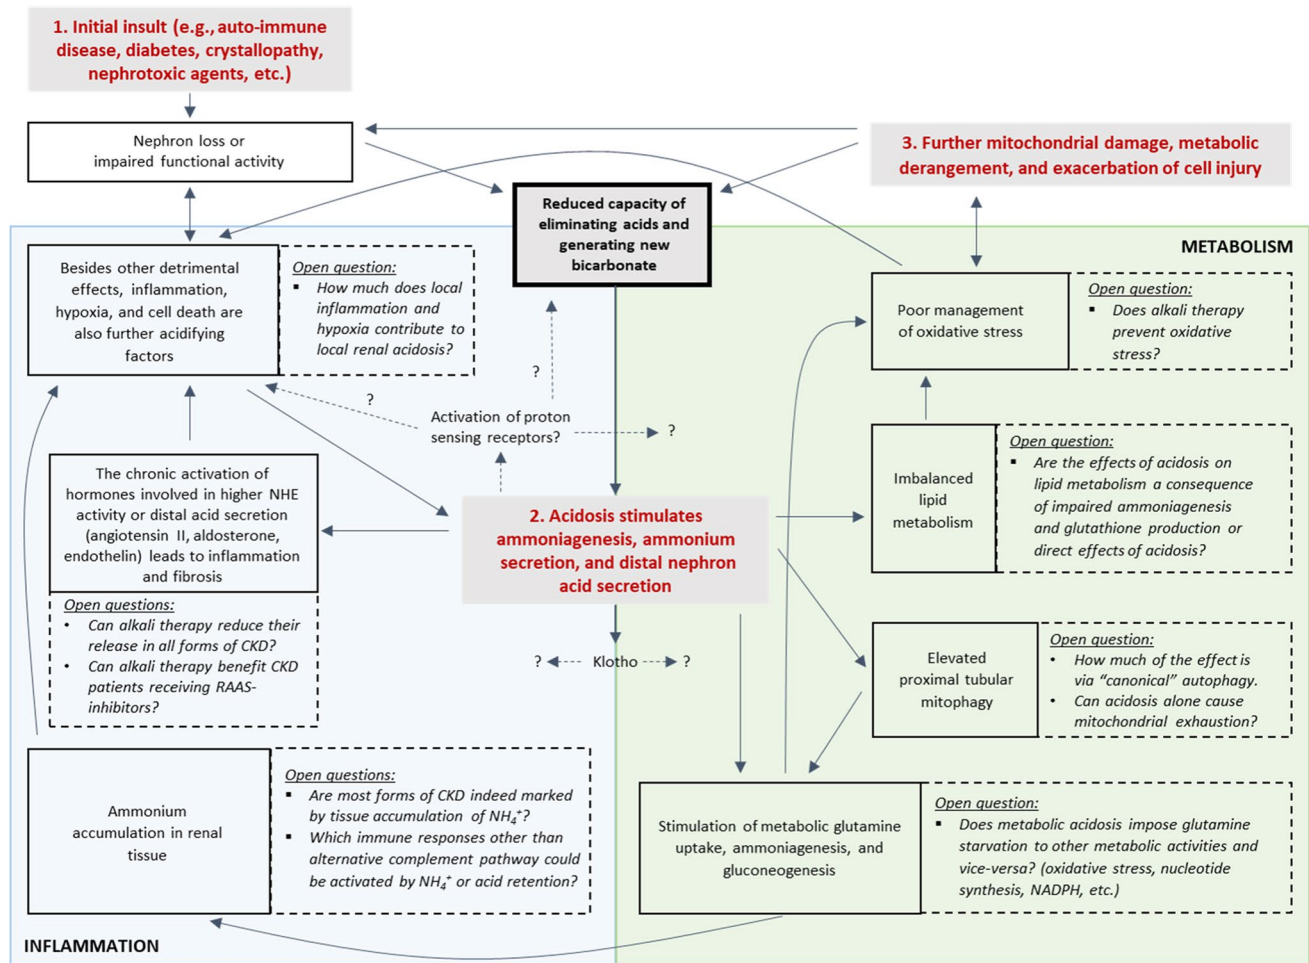 1. Initial insult (e.g., auto-immune
disease, diabetes, crystallopathy,
nephrotoxic agents, etc.)
Nephron loss or
impaired functional activity
3. Further mitochondrial damage, metabolic
derangement, and exacerbation of cell injury
Reduced capacity of
eliminating acids and
generating new
bicarbonate
METABOLISM
Besides other detrimental
effects, inflammation,
hypoxia, and cell death are
also further acidifying
factors
Open question:
▪ How much does local
inflammation and
hypoxia contribute to
local renal acidosis?
Poor management
of oxidative stress
Open question:
▪ Does alkali therapy
prevent oxidative
stress?
?
?
Activation of proton
sensing receptors?
?
The chronic activation of
hormones involved in higher NHE
activity or distal acid secretion
(angiotensin II, aldosterone,
endothelin) leads to inflammation
and fibrosis
Open questions:
• Can alkali therapy reduce their
release in all forms of CKD?
• Can alkali therapy benefit CKD
patients receiving RAAS-
inhibitors?
2. Acidosis stimulates
ammoniagenesis, ammonium
secretion, and distal nephron
acid secretion
Imbalanced
lipid
metabolism
Open question:
▪ Are the effects of acidosis on
lipid metabolism a consequence
of impaired ammoniagenesis
and glutathione production or
direct effects of acidosis?
? Klotho ?
Elevated
proximal tubular
mitophagy
Open question:
• How much of the effect is
via “canonical” autophagy.
• Can acidosis alone cause
mitochondrial exhaustion?
Ammonium
accumulation in renal
tissue
Open questions:
▪ Are most forms of CKD indeed marked
by tissue accumulation of NH₄⁺?
▪ Which immune responses other than
alternative complement pathway could
be activated by NH₄⁺ or acid retention?
Stimulation of metabolic glutamine
uptake, ammoniagenesis, and
gluconeogenesis
Open question:
▪ Does metabolic acidosis impose glutamine
starvation to other metabolic activities and
vice-versa? (oxidative stress, nucleotide
synthesis, NADPH, etc.)
INFLAMMATION